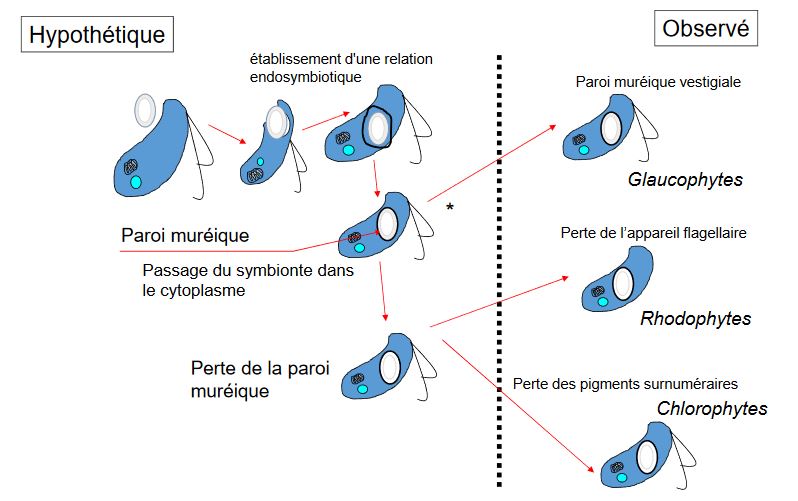 Hypothétique
Observé
établissement d'une relation
endosymbiotique
Paroi muréique vestigiale
Glaucophytes
*
Paroi muréique
Perte de l'appareil flagellaire
Passage du symbionte dans
le cytoplasme
Rhodophytes
Perte de la paroi
muréique
Perte des pigments surnuméraires
Chlorophytes